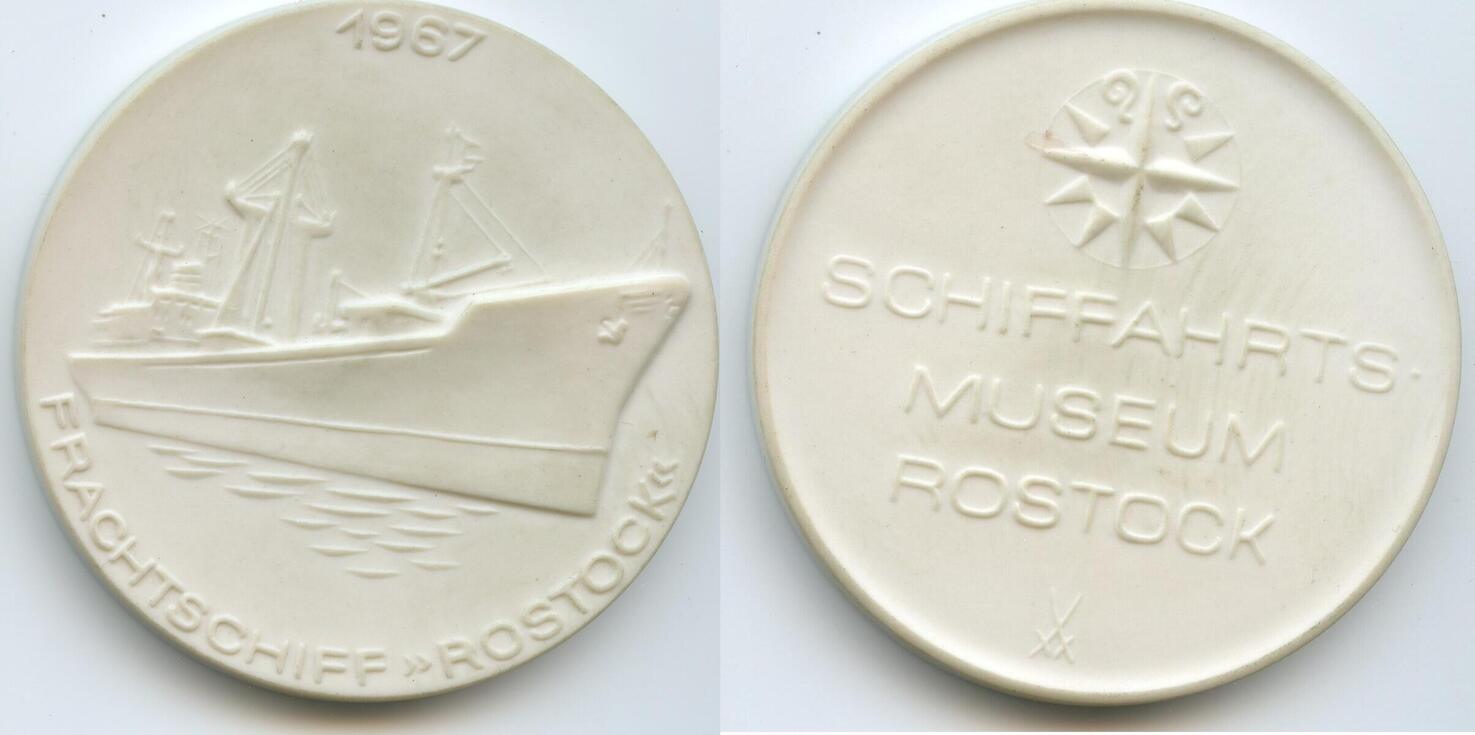 1967
FRACHTSCHIFF »ROSTOCK«
SCHIFFAHRTS-
MUSEUM
ROSTOCK